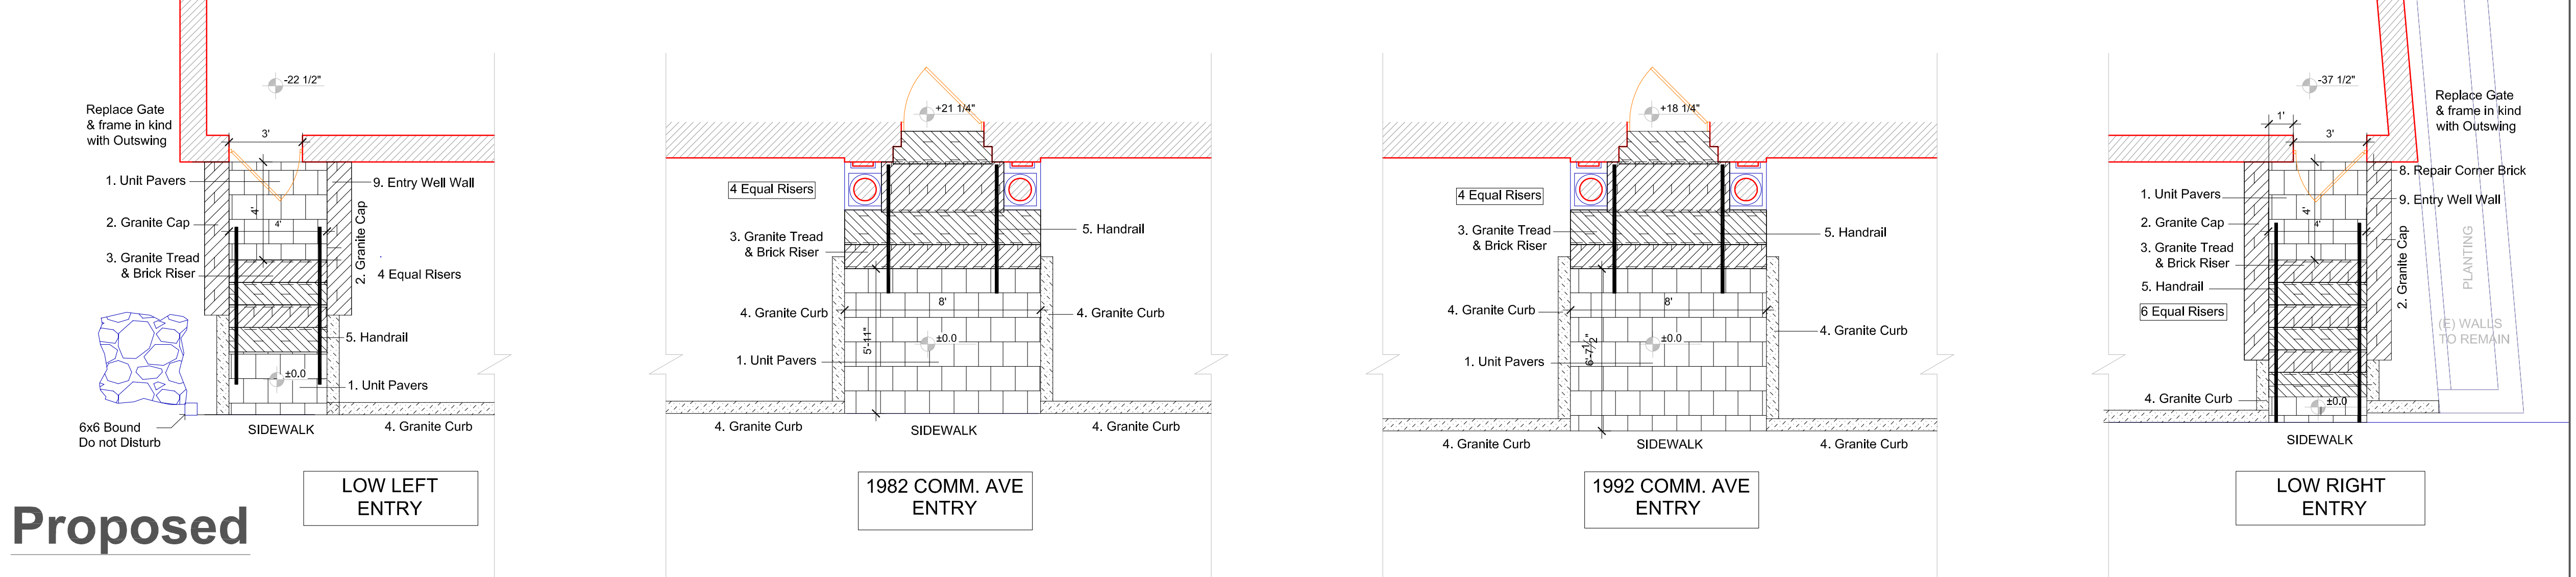 -22 1/2"
Replace Gate
& frame in kind
with Outswing
3'
1. Unit Pavers
9. Entry Well Wall
2. Granite Cap
4'
4'
2. Granite Cap
3. Granite Tread
& Brick Riser
4 Equal Risers
5. Handrail
±0.0
1. Unit Pavers
6x6 Bound
Do not Disturb
SIDEWALK
4. Granite Curb
LOW LEFT
ENTRY
Proposed
+21 1/4"
4 Equal Risers
3. Granite Tread
& Brick Riser
5. Handrail
8'
4. Granite Curb
4. Granite Curb
5'-11"
±0.0
1. Unit Pavers
4. Granite Curb
SIDEWALK
4. Granite Curb
1982 COMM. AVE
ENTRY
+18 1/4"
4 Equal Risers
3. Granite Tread
& Brick Riser
5. Handrail
8'
4. Granite Curb
4. Granite Curb
6'-7 1/2"
±0.0
1. Unit Pavers
4. Granite Curb
SIDEWALK
4. Granite Curb
1992 COMM. AVE
ENTRY
-37 1/2"
Replace Gate
& frame in kind
with Outswing
1'
3'
8. Repair Corner Brick
1. Unit Pavers
9. Entry Well Wall
2. Granite Cap
4'
4'
3. Granite Tread
& Brick Riser
2. Granite Cap
PLANTING
5. Handrail
6 Equal Risers
(E) WALLS
TO REMAIN
4. Granite Curb
±0.0
SIDEWALK
LOW RIGHT
ENTRY